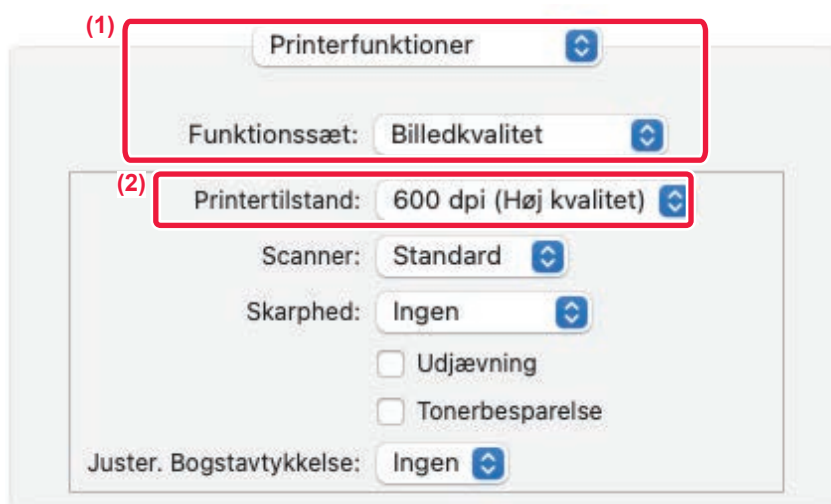 (1)
Printerfunktioner
Funktionssæt: Billedkvalitet
(2)
Printertilstand: 600 dpi (Høj kvalitet)
Scanner: Standard
Skarphed: Ingen
Udjævning
Tonerbesparelse
Juster. Bogstavtykkelse: Ingen